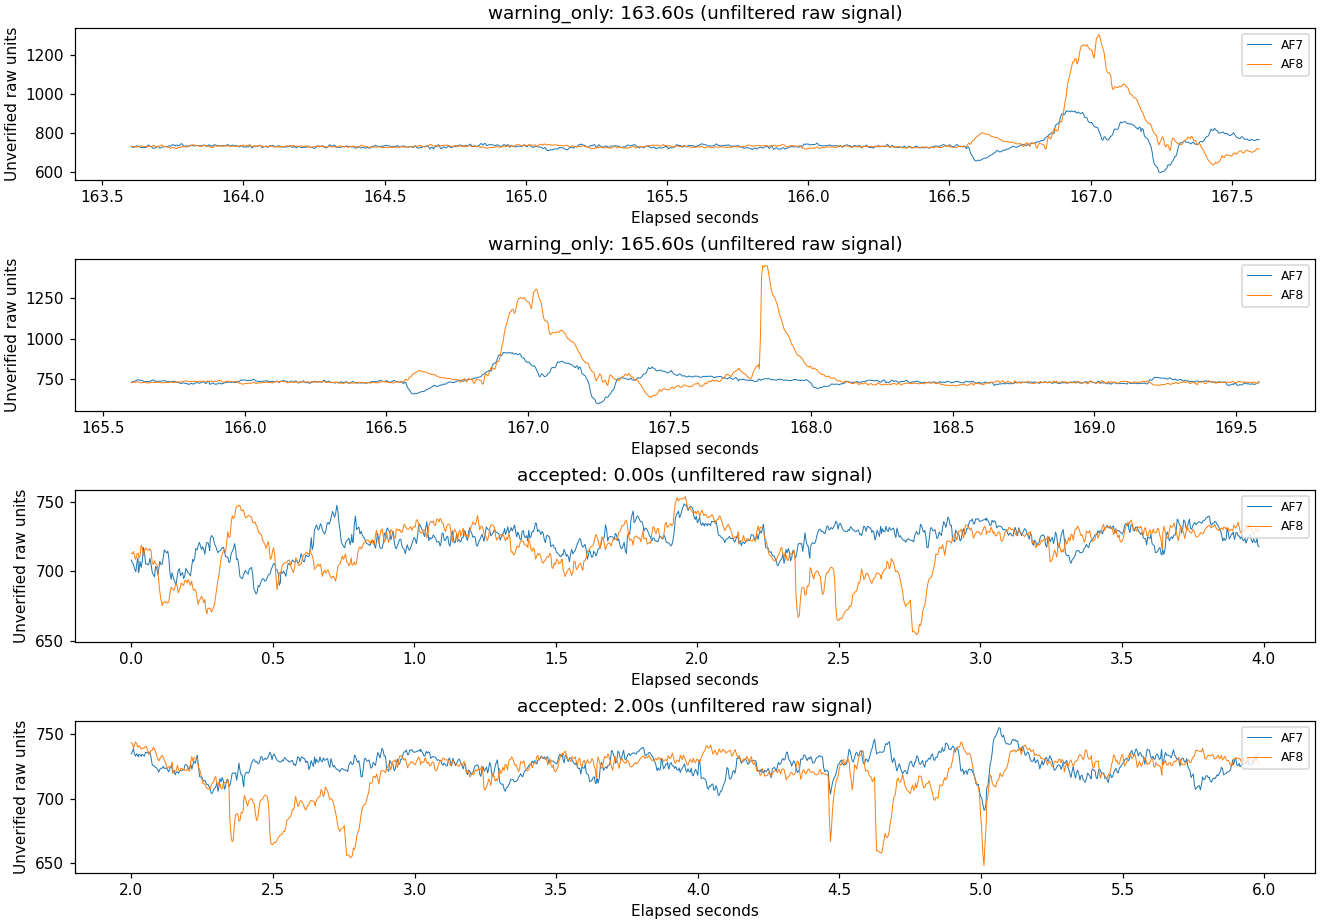 warning_only: 163.60s (unfiltered raw signal)
Unverified raw units
1200
1000
800
600
AF7
AF8
163.5 164.0 164.5 165.0 165.5 166.0 166.5 167.0 167.5
Elapsed seconds
warning_only: 165.60s (unfiltered raw signal)
Unverified raw units
1250
1000
750
AF7
AF8
165.5 166.0 166.5 167.0 167.5 168.0 168.5 169.0 169.5
Elapsed seconds
accepted: 0.00s (unfiltered raw signal)
Unverified raw units
750
700
650
AF7
AF8
0.0 0.5 1.0 1.5 2.0 2.5 3.0 3.5 4.0
Elapsed seconds
accepted: 2.00s (unfiltered raw signal)
Unverified raw units
750
700
650
AF7
AF8
2.0 2.5 3.0 3.5 4.0 4.5 5.0 5.5 6.0
Elapsed seconds